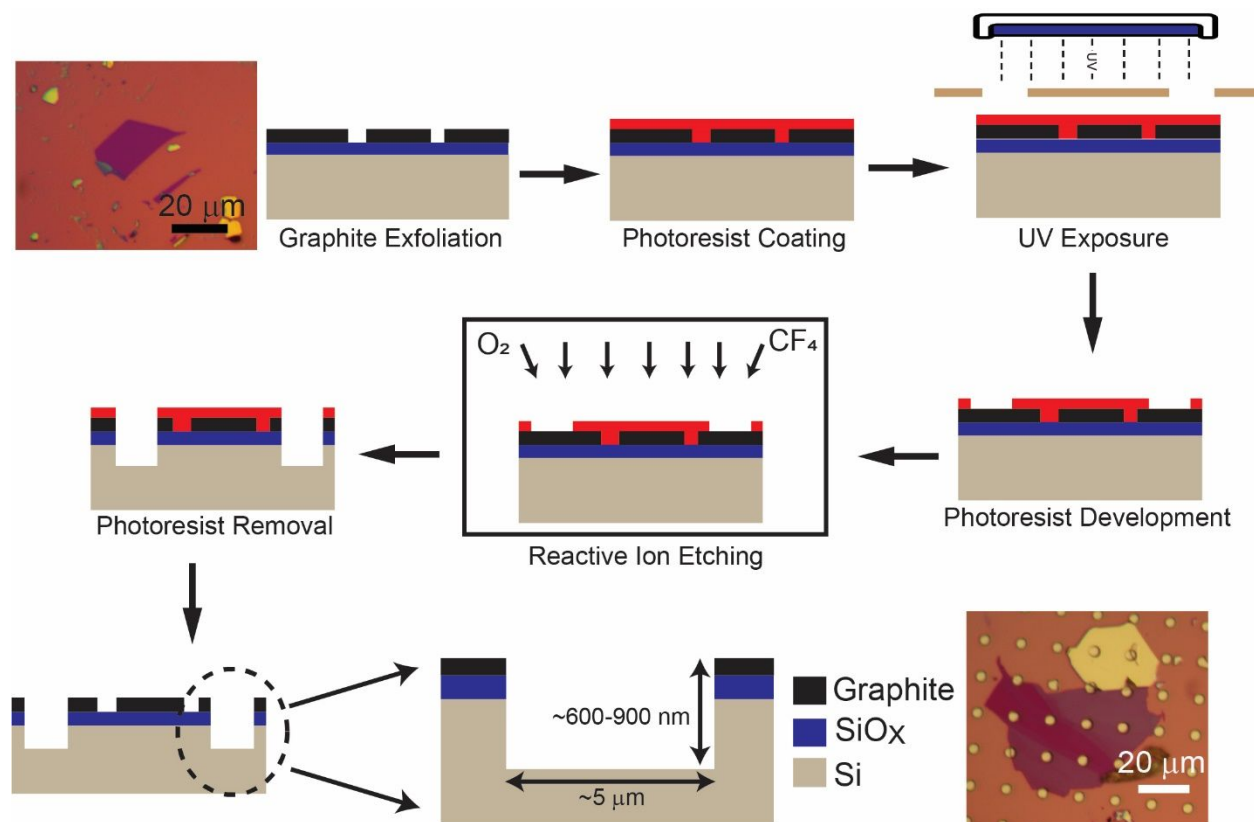 UV
20 μm
Graphite Exfoliation
Photoresist Coating
UV Exposure
O₂
CF₄
Photoresist Removal
Reactive Ion Etching
Photoresist Development
~600-900 nm
~5 μm
Graphite
SiOx
Si
20 μm